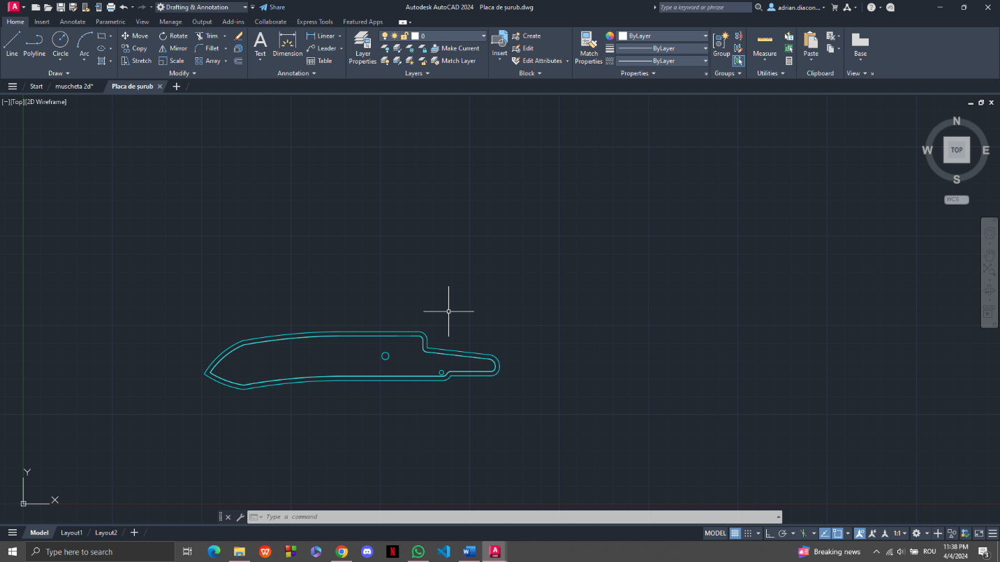 A Drafting & Annotation Share Autodesk AutoCAD 2024 Placa de șurub.dwg Type a keyword or phrase adrian.diacon... ?
Home Insert Annotate Parametric View Manage Output Add-ins Collaborate Express Tools Featured Apps
Move Rotate Trim 0 Create ByLayer
Line Polyline Circle Arc Copy Mirror Fillet Text Dimension Linear Leader Layer Properties Make Current Insert Edit Match Properties ByLayer Group Measure Paste Base
Stretch Scale Array Table Match Layer Edit Attributes ByLayer
Draw Modify Annotation Layers Block Properties Groups Utilities Clipboard View
Start muscheta 2d* Placa de șurub
[−][Top][2D Wireframe]
N
W TOP E
S
WCS
Y
X
Type a command
Model Layout1 Layout2 MODEL 1:1
Type here to search W N W A CAD Breaking news ROU 11:38 PM
4/4/2024 3